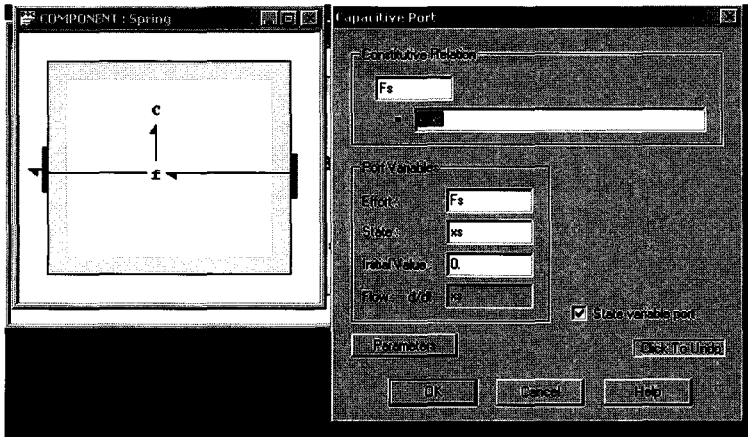 COMPONENT : Spring
C
f
Capacitive Port
Constitutive Relation
Fs
=
Port Variables
Effort : Fs
State : xs
Initial Value : 0.
Flow = d/dt xs
State variable port
Parameters
Click To Undo
OK
Cancel
Help